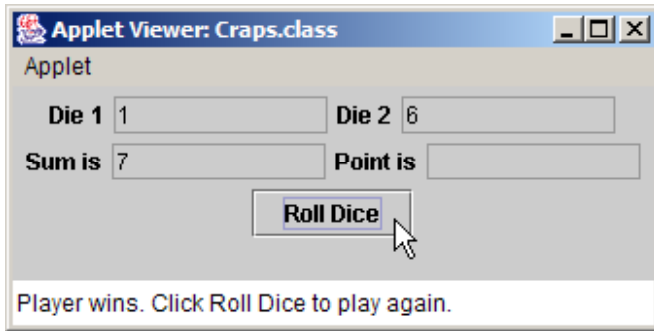 Applet Viewer: Craps.class
Applet
Die 1 1 Die 2 6
Sum is 7 Point is
Roll Dice
Player wins. Click Roll Dice to play again.